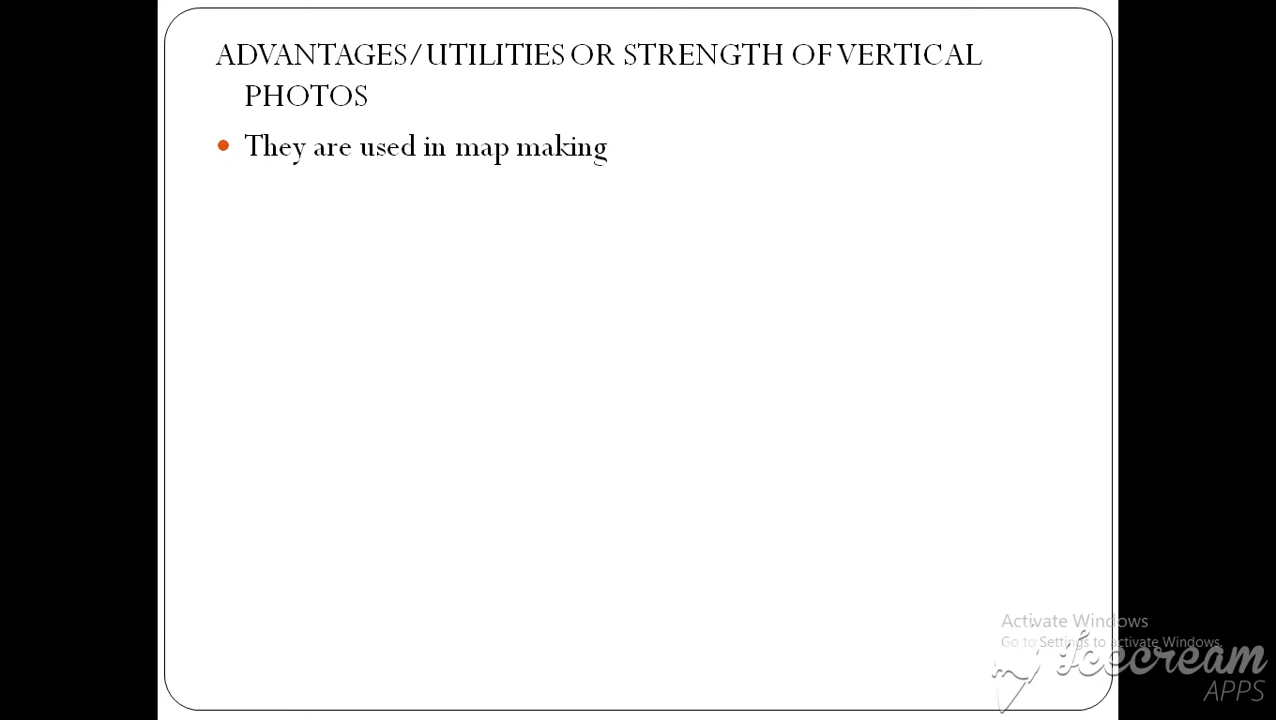 ADVANTAGES/UTILITIES OR STRENGTH OF VERTICAL
PHOTOS
They are used in map making
Activate Windows
Go to Settings to activate Windows.
Icecream
APPS